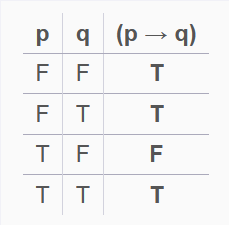 p q (p → q)
F F T
F T T
T F F
T T T